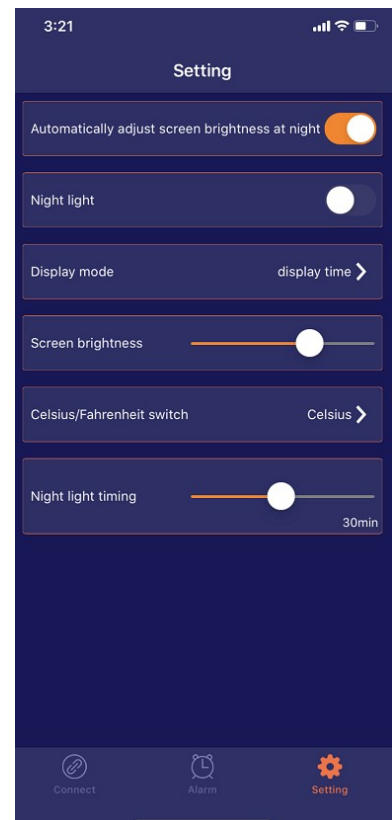 3:21
Setting
Automatically adjust screen brightness at night
Night light
Display mode display time
Screen brightness
Celsius/Fahrenheit switch Celsius
Night light timing
30min
Connect Alarm Setting